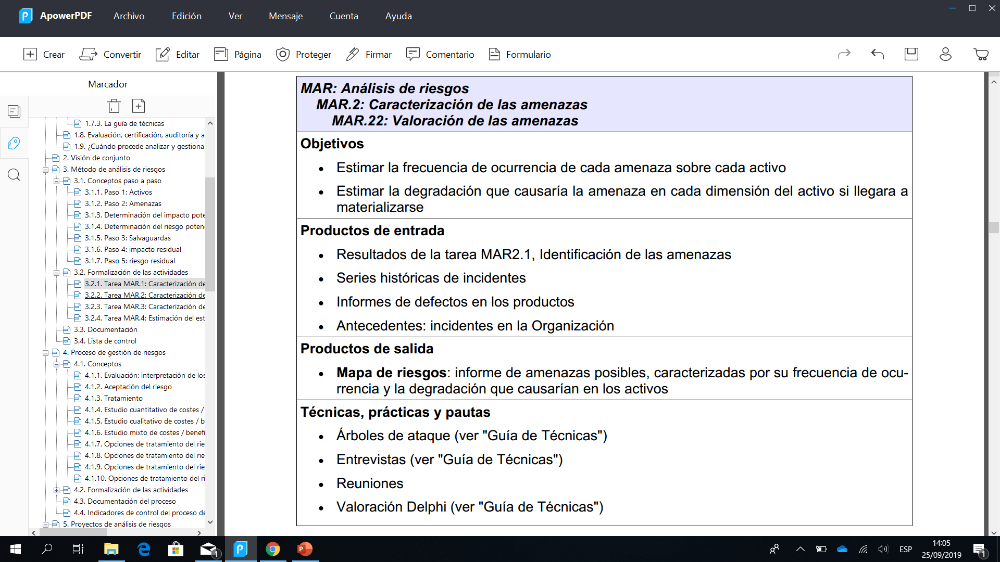 ApowerPDF
Archivo
Edición
Ver
Mensaje
Cuenta
Ayuda
Crear
Convertir
Editar
Página
Proteger
Firmar
Comentario
Formulario
Marcador
1.7.3. La guía de técnicas
1.8. Evaluación, certificación, auditoría y a
1.9. ¿Cuándo procede analizar y gestiona
2. Visión de conjunto
3. Método de análisis de riesgos
3.1. Conceptos paso a paso
3.1.1. Paso 1: Activos
3.1.2. Paso 2: Amenazas
3.1.3. Determinación del impacto pote
3.1.4. Determinación del riesgo poten
3.1.5. Paso 3: Salvaguardas
3.1.6. Paso 4: impacto residual
3.1.7. Paso 5: riesgo residual
3.2. Formalización de las actividades
3.2.1. Tarea MAR.1: Caracterización de
3.2.2. Tarea MAR.2: Caracterización de
3.2.3. Tarea MAR.3: Caracterización de
3.2.4. Tarea MAR.4: Estimación del est
3.3. Documentación
3.4. Lista de control
4. Proceso de gestión de riesgos
4.1. Conceptos
4.1.1. Evaluación: interpretación de los
4.1.2. Aceptación del riesgo
4.1.3. Tratamiento
4.1.4. Estudio cuantitativo de costes /
4.1.5. Estudio cualitativo de costes / b
4.1.6. Estudio mixto de costes / benefi
4.1.7. Opciones de tratamiento del rie
4.1.8. Opciones de tratamiento del rie
4.1.9. Opciones de tratamiento del rie
4.1.10. Opciones de tratamiento del ri
4.2. Formalización de las actividades
4.3. Documentación del proceso
4.4. Indicadores de control del proceso de
5. Proyectos de análisis de riesgos
MAR: Análisis de riesgos
MAR.2: Caracterización de las amenazas
MAR.22: Valoración de las amenazas
Objetivos
• Estimar la frecuencia de ocurrencia de cada amenaza sobre cada activo
• Estimar la degradación que causaría la amenaza en cada dimensión del activo si llegara a
materializarse
Productos de entrada
• Resultados de la tarea MAR2.1, Identificación de las amenazas
• Series históricas de incidentes
• Informes de defectos en los productos
• Antecedentes: incidentes en la Organización
Productos de salida
• Mapa de riesgos: informe de amenazas posibles, caracterizadas por su frecuencia de ocu-
rrencia y la degradación que causarían en los activos
Técnicas, prácticas y pautas
• Árboles de ataque (ver "Guía de Técnicas")
• Entrevistas (ver "Guía de Técnicas")
• Reuniones
• Valoración Delphi (ver "Guía de Técnicas")
1
ESP
14:05
25/09/2019
1